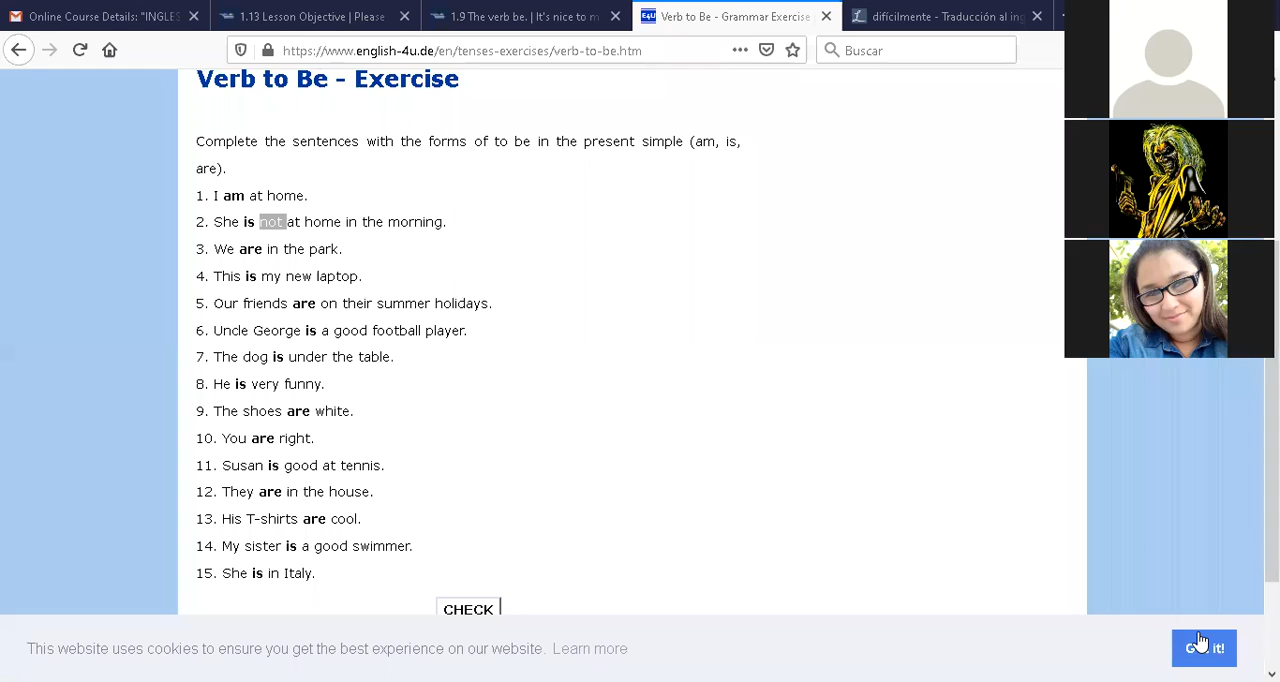 Online Course Details: "INGLES
1.13 Lesson Objective | Please
1.9 The verb be. | It's nice to m
E4U Verb to Be - Grammar Exercise
difícilmente - Traducción al ing
https://www.english-4u.de/en/tenses-exercises/verb-to-be.htm
Buscar
Verb to Be - Exercise
Complete the sentences with the forms of to be in the present simple (am, is,
are).
1. I am at home.
2. She is not at home in the morning.
3. We are in the park.
4. This is my new laptop.
5. Our friends are on their summer holidays.
6. Uncle George is a good football player.
7. The dog is under the table.
8. He is very funny.
9. The shoes are white.
10. You are right.
11. Susan is good at tennis.
12. They are in the house.
13. His T-shirts are cool.
14. My sister is a good swimmer.
15. She is in Italy.
CHECK
This website uses cookies to ensure you get the best experience on our website. Learn more
Got it!